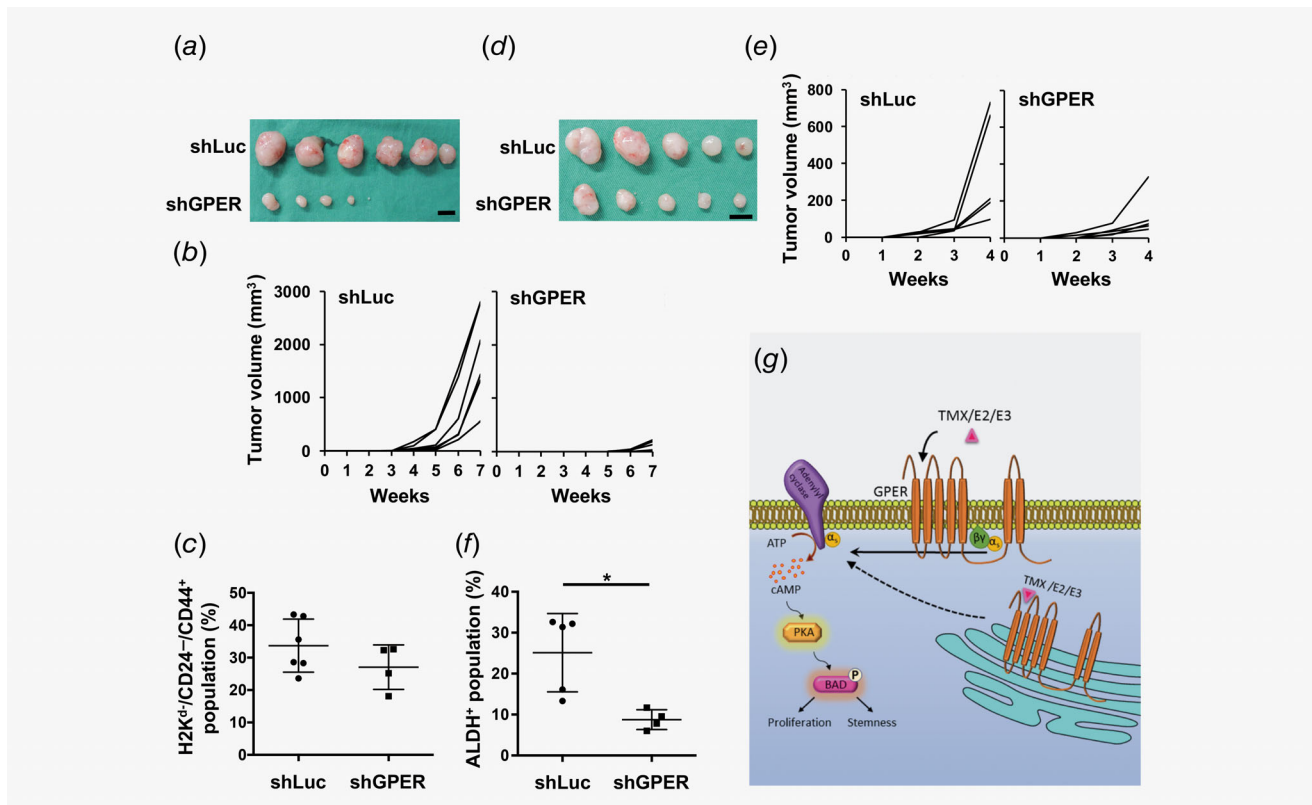 (a)
shLuc
shGPER
(b)
Tumor volume (mm³)
3000
2000
1000
0
shLuc
shGPER
0 1 2 3 4 5 6 7
0 1 2 3 4 5 6 7
Weeks
Weeks
(c)
H2Kᵈ⁻/CD24⁻/CD44⁺
population (%)
50
40
30
20
10
0
shLuc
shGPER
(d)
shLuc
shGPER
(e)
Tumor volume (mm³)
800
600
400
200
0
shLuc
shGPER
0 1 2 3 4
0 1 2 3 4
Weeks
Weeks
(f)
ALDH⁺ population (%)
40
30
20
10
0
*
shLuc
shGPER
(g)
TMX/E2/E3
GPER
Adenylyl
cyclase
αs
βγ
αs
ATP
cAMP
PKA
P
BAD
Proliferation
Stemness
TMX /E2/E3